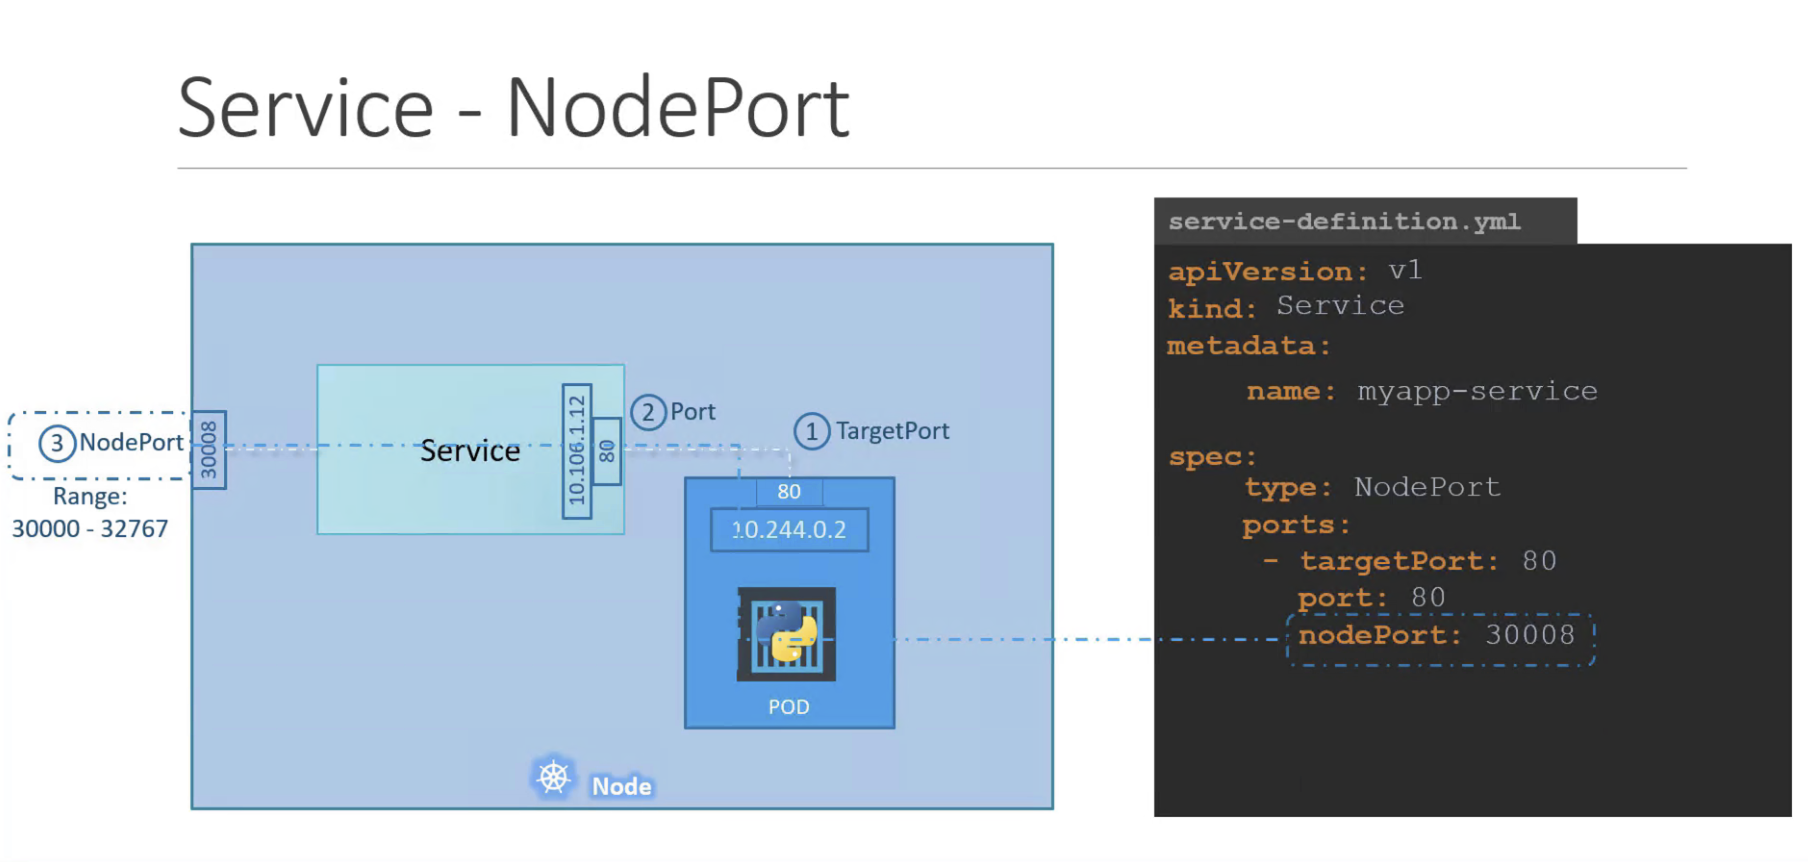 Service - NodePort
service-definition.yml
apiVersion: v1
kind: Service
metadata:
name: myapp-service
spec:
type: NodePort
ports:
- targetPort: 80
port: 80
nodePort: 30008
3 NodePort
Range:
30000 - 32767
30008
Service
10.106.1.12
80
2 Port
1 TargetPort
80
10.244.0.2
POD
Node